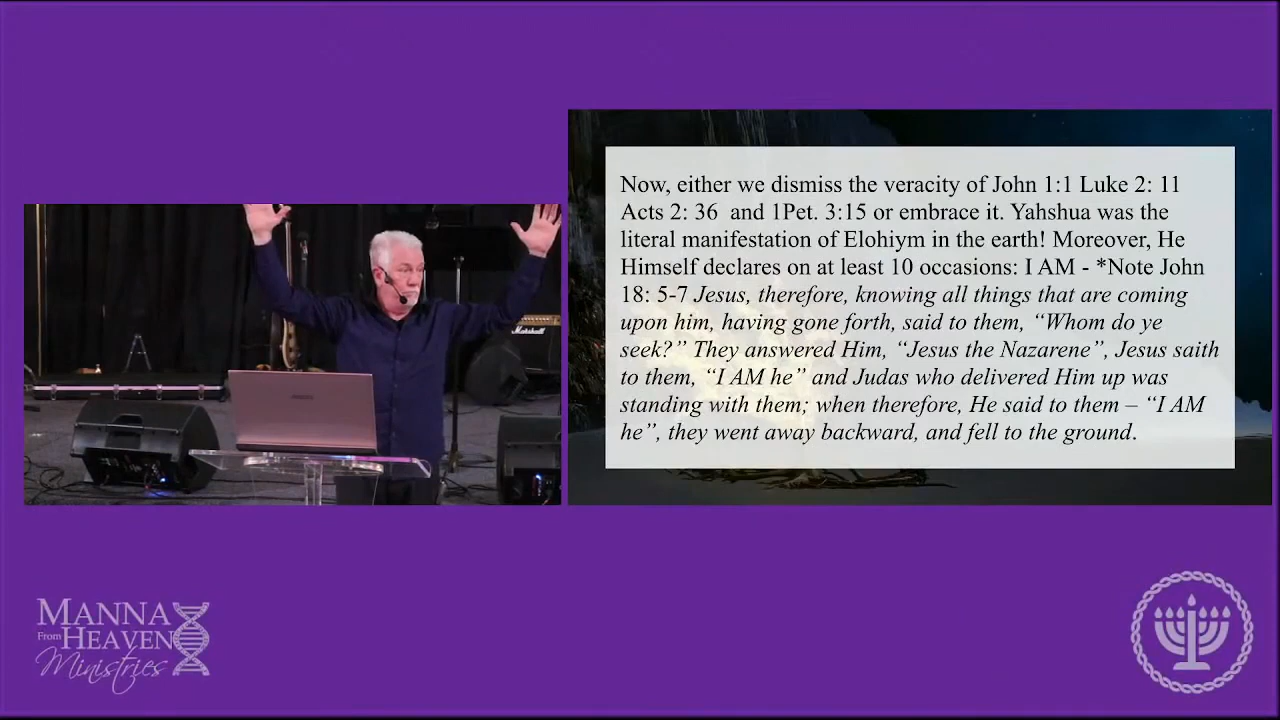 Now, either we dismiss the veracity of John 1:1 Luke 2: 11
Acts 2: 36  and 1Pet. 3:15 or embrace it. Yahshua was the
literal manifestation of Elohiym in the earth! Moreover, He
Himself declares on at least 10 occasions: I AM - *Note John
18: 5-7 Jesus, therefore, knowing all things that are coming
upon him, having gone forth, said to them, “Whom do ye
seek?” They answered Him, “Jesus the Nazarene”, Jesus saith
to them, “I AM he” and Judas who delivered Him up was
standing with them; when therefore, He said to them – “I AM
he”, they went away backward, and fell to the ground.
Marshall
MANNA
From HEAVEN
Ministries